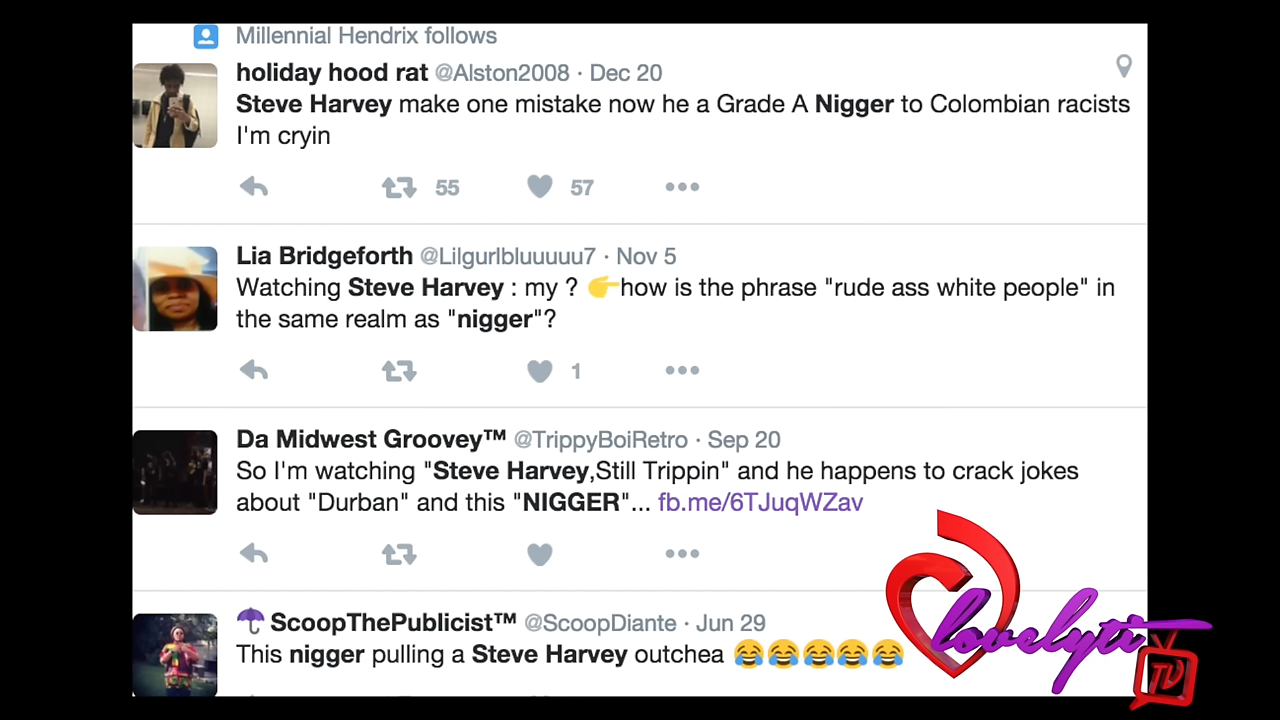 Millennial Hendrix follows
holiday hood rat @Alston2008 · Dec 20
Steve Harvey make one mistake now he a Grade A Nigger to Colombian racists
I'm cryin
55 57
Lia Bridgeforth @Lilgurlbluuuuu7 · Nov 5
Watching Steve Harvey : my ? 👉how is the phrase "rude ass white people" in
the same realm as "nigger"?
1
Da Midwest Groovey™ @TrippyBoiRetro · Sep 20
So I'm watching "Steve Harvey,Still Trippin" and he happens to crack jokes
about "Durban" and this "NIGGER"... fb.me/6TJuqWZav
☂ScoopThePublicist™ @ScoopDiante · Jun 29
This nigger pulling a Steve Harvey outchea 😂😂😂😂😂
lovelyti
TV